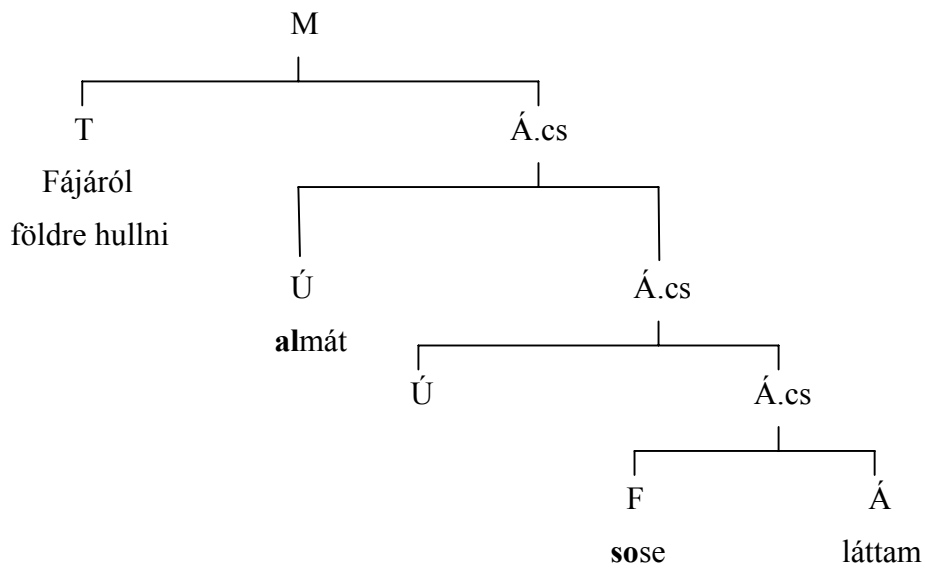 M
T Á.cs
Fájáról
földre hullni
Ú Á.cs
almát
Ú Á.cs
F Á
sose láttam